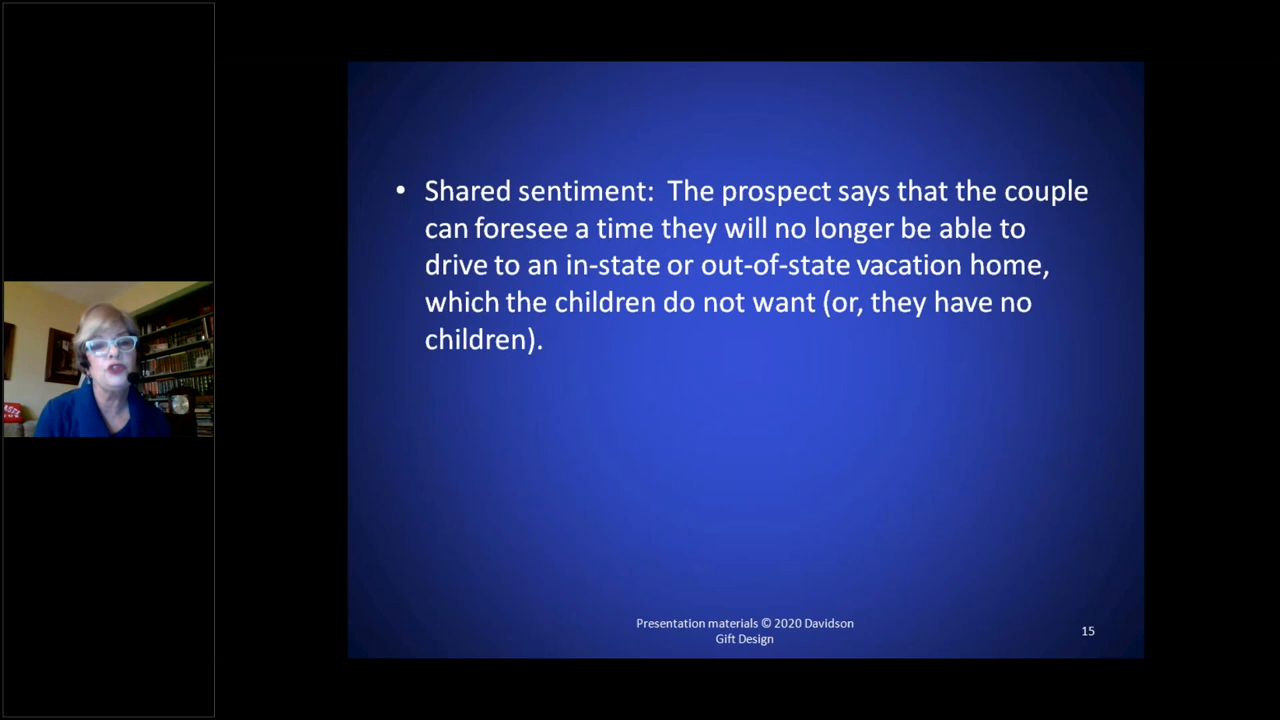 • Shared sentiment:  The prospect says that the couple
can foresee a time they will no longer be able to
drive to an in-state or out-of-state vacation home,
which the children do not want (or, they have no
children).
Presentation materials © 2020 Davidson
Gift Design
15